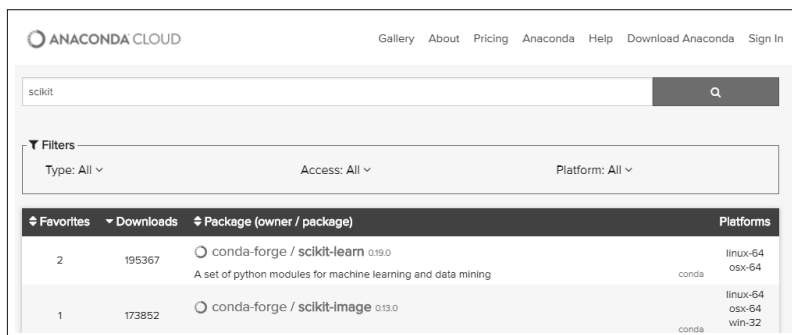 ANACONDA CLOUD
Gallery About Pricing Anaconda Help Download Anaconda Sign In
scikit
Filters
Type: All
Access: All
Platform: All
Favorites Downloads Package (owner / package) Platforms
2 195367 conda-forge / scikit-learn 0.19.0
A set of python modules for machine learning and data mining
conda
linux-64
osx-64
1 173852 conda-forge / scikit-image 0.13.0
conda
linux-64
osx-64
win-32